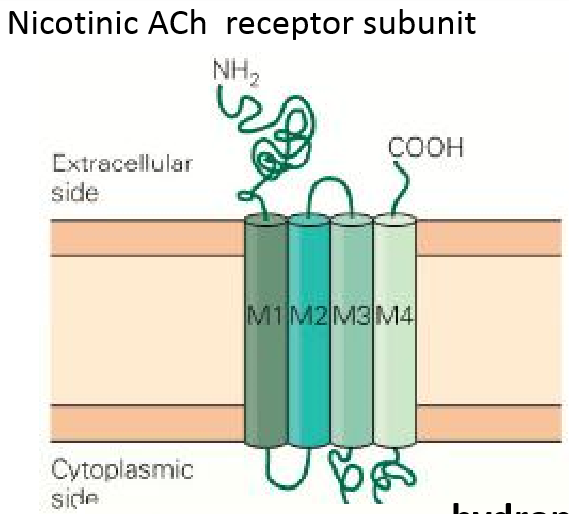 Nicotinic ACh receptor subunit
NH2
COOH
Extracellular
side
M1 M2 M3 M4
Cytoplasmic
side